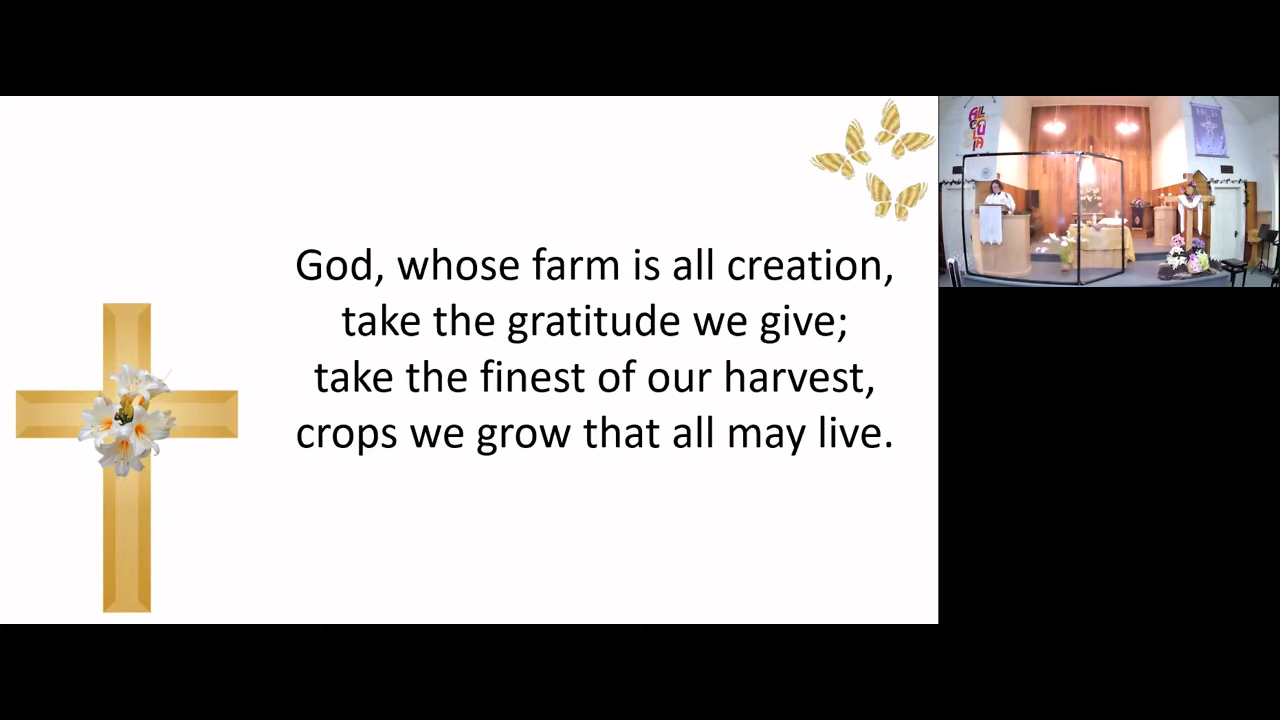 God, whose farm is all creation,
take the gratitude we give;
take the finest of our harvest,
crops we grow that all may live.